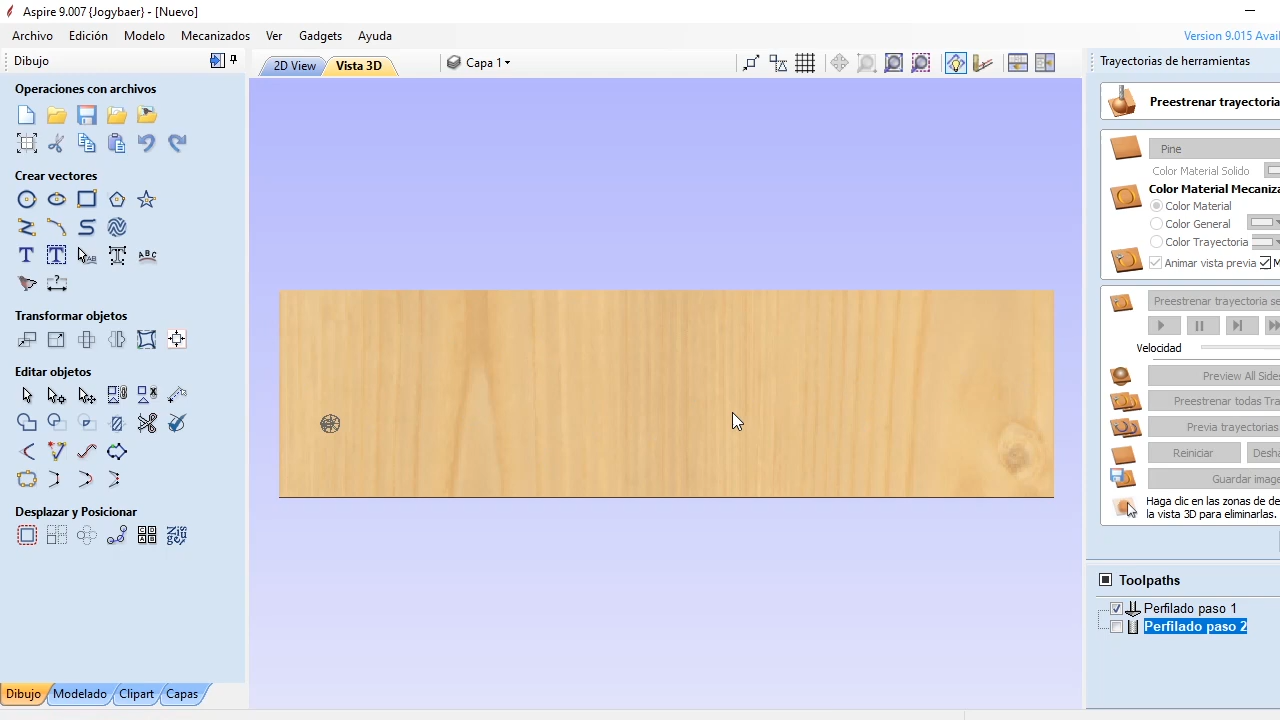 Aspire 9.007 {Jogybaer} - [Nuevo]
Archivo Edición Modelo Mecanizados Ver Gadgets Ayuda
Version 9.015 Avail
Dibujo
2D View
Vista 3D
Capa 1
Trayectorias de herramientas
Operaciones con archivos
Preestrenar trayectoria
Pine
Color Material Solido
Crear vectores
Color Material Mecaniza
Color Material
Color General
Color Trayectoria
Animar vista previa
M
Preestrenar trayectoria se
Transformar objetos
Velocidad
Editar objetos
Preview All Sides
Preestrenar todas Tra
Previa trayectorias
Reiniciar
Desha
Guardar image
Haga clic en las zonas de de
la vista 3D para eliminarlas.
Desplazar y Posicionar
Toolpaths
Perfilado paso 1
Perfilado paso 2
Dibujo Modelado Clipart Capas